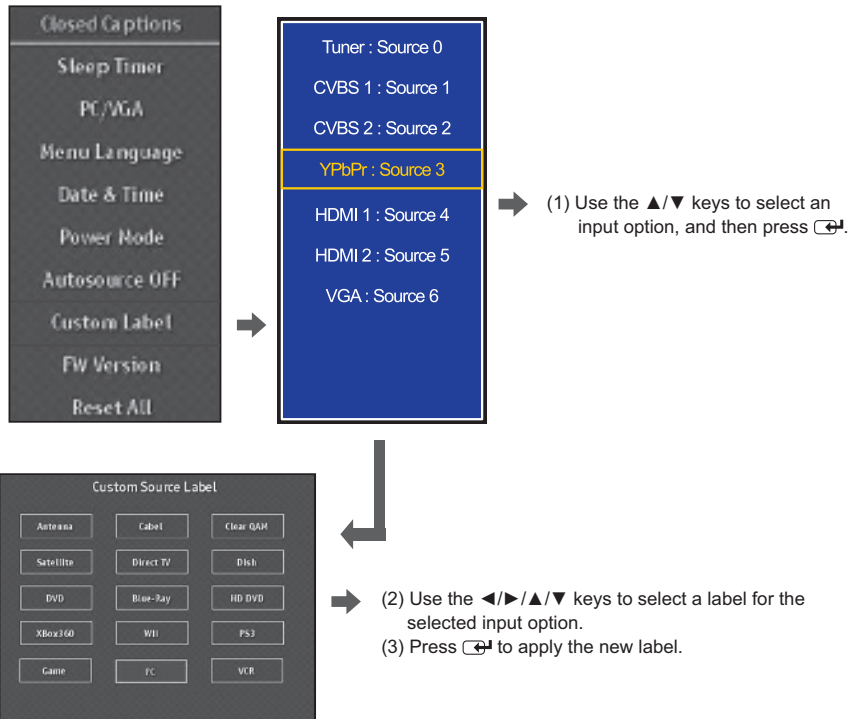 Closed Captions
Sleep Timer
PC/VGA
Menu Language
Date & Time
Power Mode
Autosource OFF
Custom Label
FW Version
Reset All
Tuner : Source 0
CVBS 1 : Source 1
CVBS 2 : Source 2
YPbPr : Source 3
HDMI 1 : Source 4
HDMI 2 : Source 5
VGA : Source 6
(1) Use the ▲/▼ keys to select an
input option, and then press .
Custom Source Label
Antenna Cabel Clear QAM
Satellite Direct TV Dish
DVD Blue-Ray HD DVD
XBox360 WII PS3
Game PC VCR
(2) Use the ◄/►/▲/▼ keys to select a label for the
selected input option.
(3) Press to apply the new label.